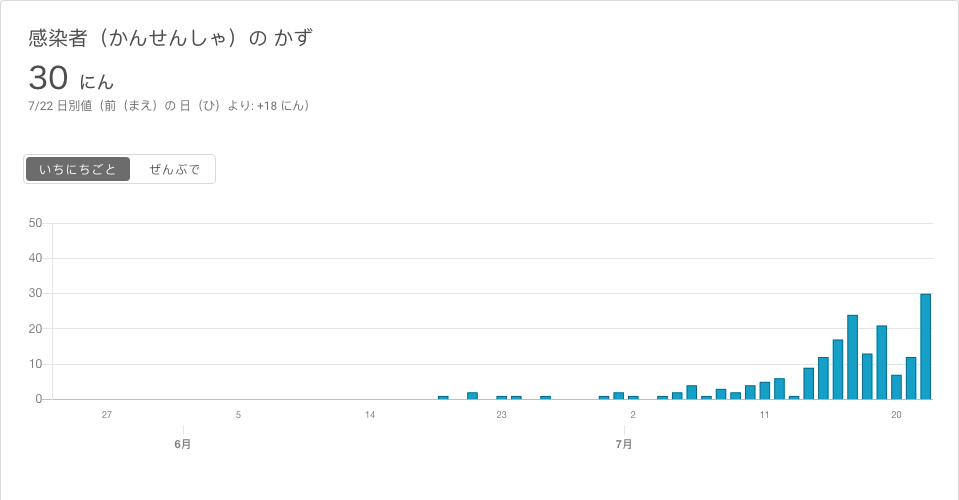 感染者（かんせんしゃ）の かず
30 にん
7/22 日別値（前（まえ）の 日（ひ）より: +18 にん）
いちにちごと ぜんぶで
50
40
30
20
10
0
27 5 14 23 2 11 20
6月 7月